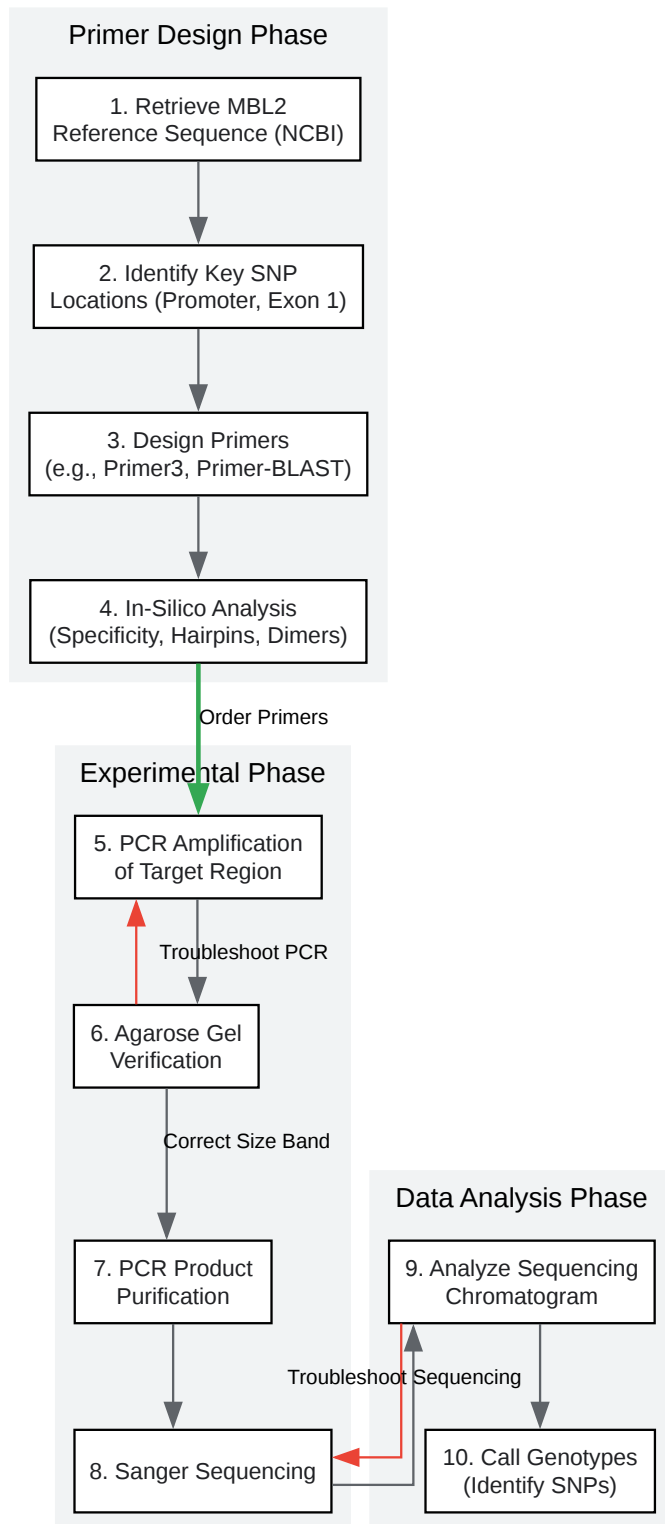 Primer Design Phase
1. Retrieve MBL2
Reference Sequence (NCBI)
2. Identify Key SNP
Locations (Promoter, Exon 1)
3. Design Primers
(e.g., Primer3, Primer-BLAST)
4. In-Silico Analysis
(Specificity, Hairpins, Dimers)
Order Primers
Experimental Phase
5. PCR Amplification
of Target Region
Troubleshoot PCR
6. Agarose Gel
Verification
Correct Size Band
7. PCR Product
Purification
8. Sanger Sequencing
Data Analysis Phase
9. Analyze Sequencing
Chromatogram
Troubleshoot Sequencing
10. Call Genotypes
(Identify SNPs)